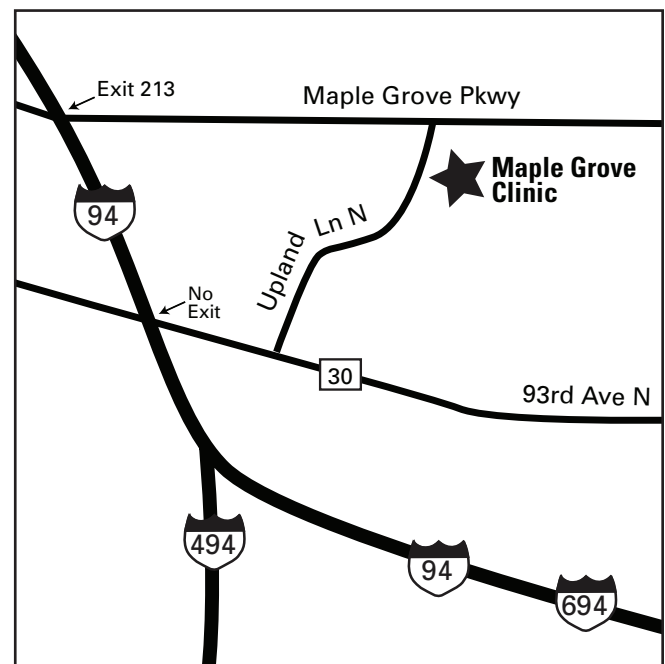 Exit 213
Maple Grove Pkwy
Maple Grove
Clinic
94
Upland Ln N
No
Exit
30
93rd Ave N
494
94
694